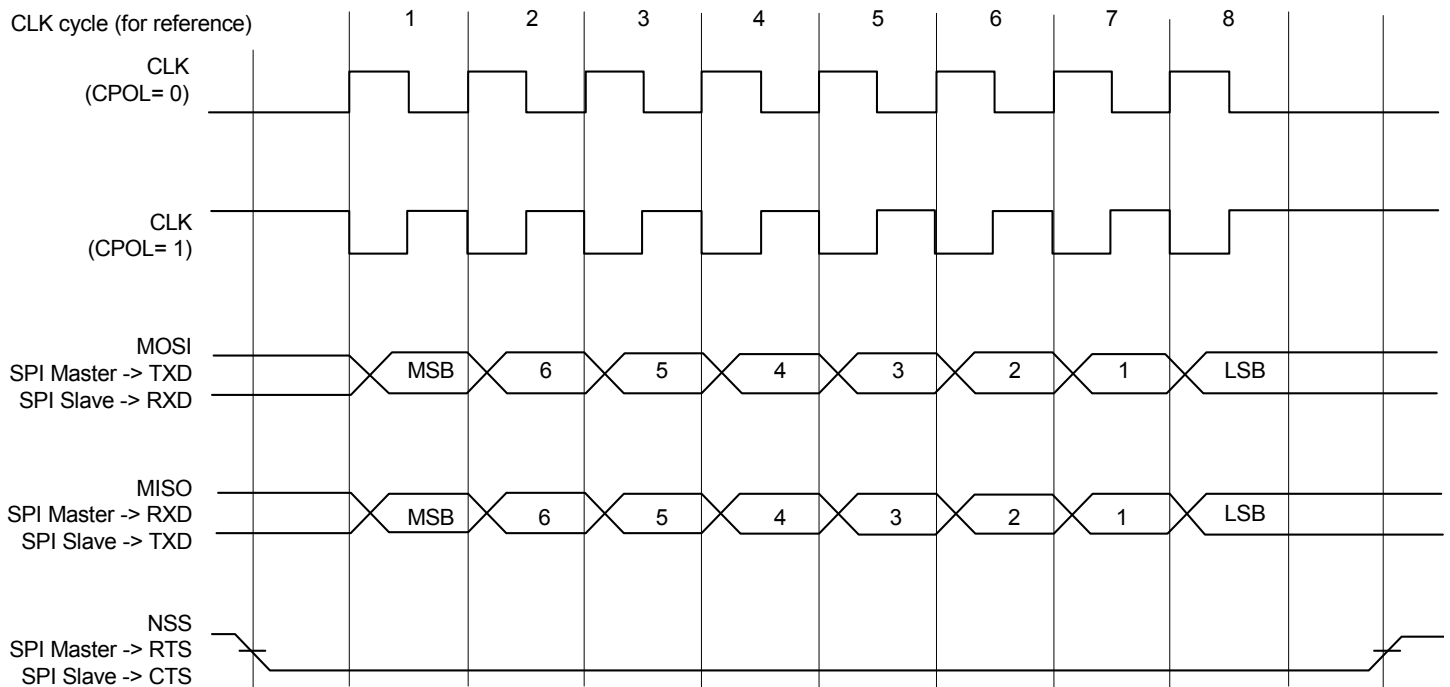 CLK cycle (for reference) 1 2 3 4 5 6 7 8
CLK
(CPOL= 0)
CLK
(CPOL= 1)
MOSI
SPI Master -> TXD
SPI Slave -> RXD
MSB 6 5 4 3 2 1 LSB
MISO
SPI Master -> RXD
SPI Slave -> TXD
MSB 6 5 4 3 2 1 LSB
NSS
SPI Master -> RTS
SPI Slave -> CTS